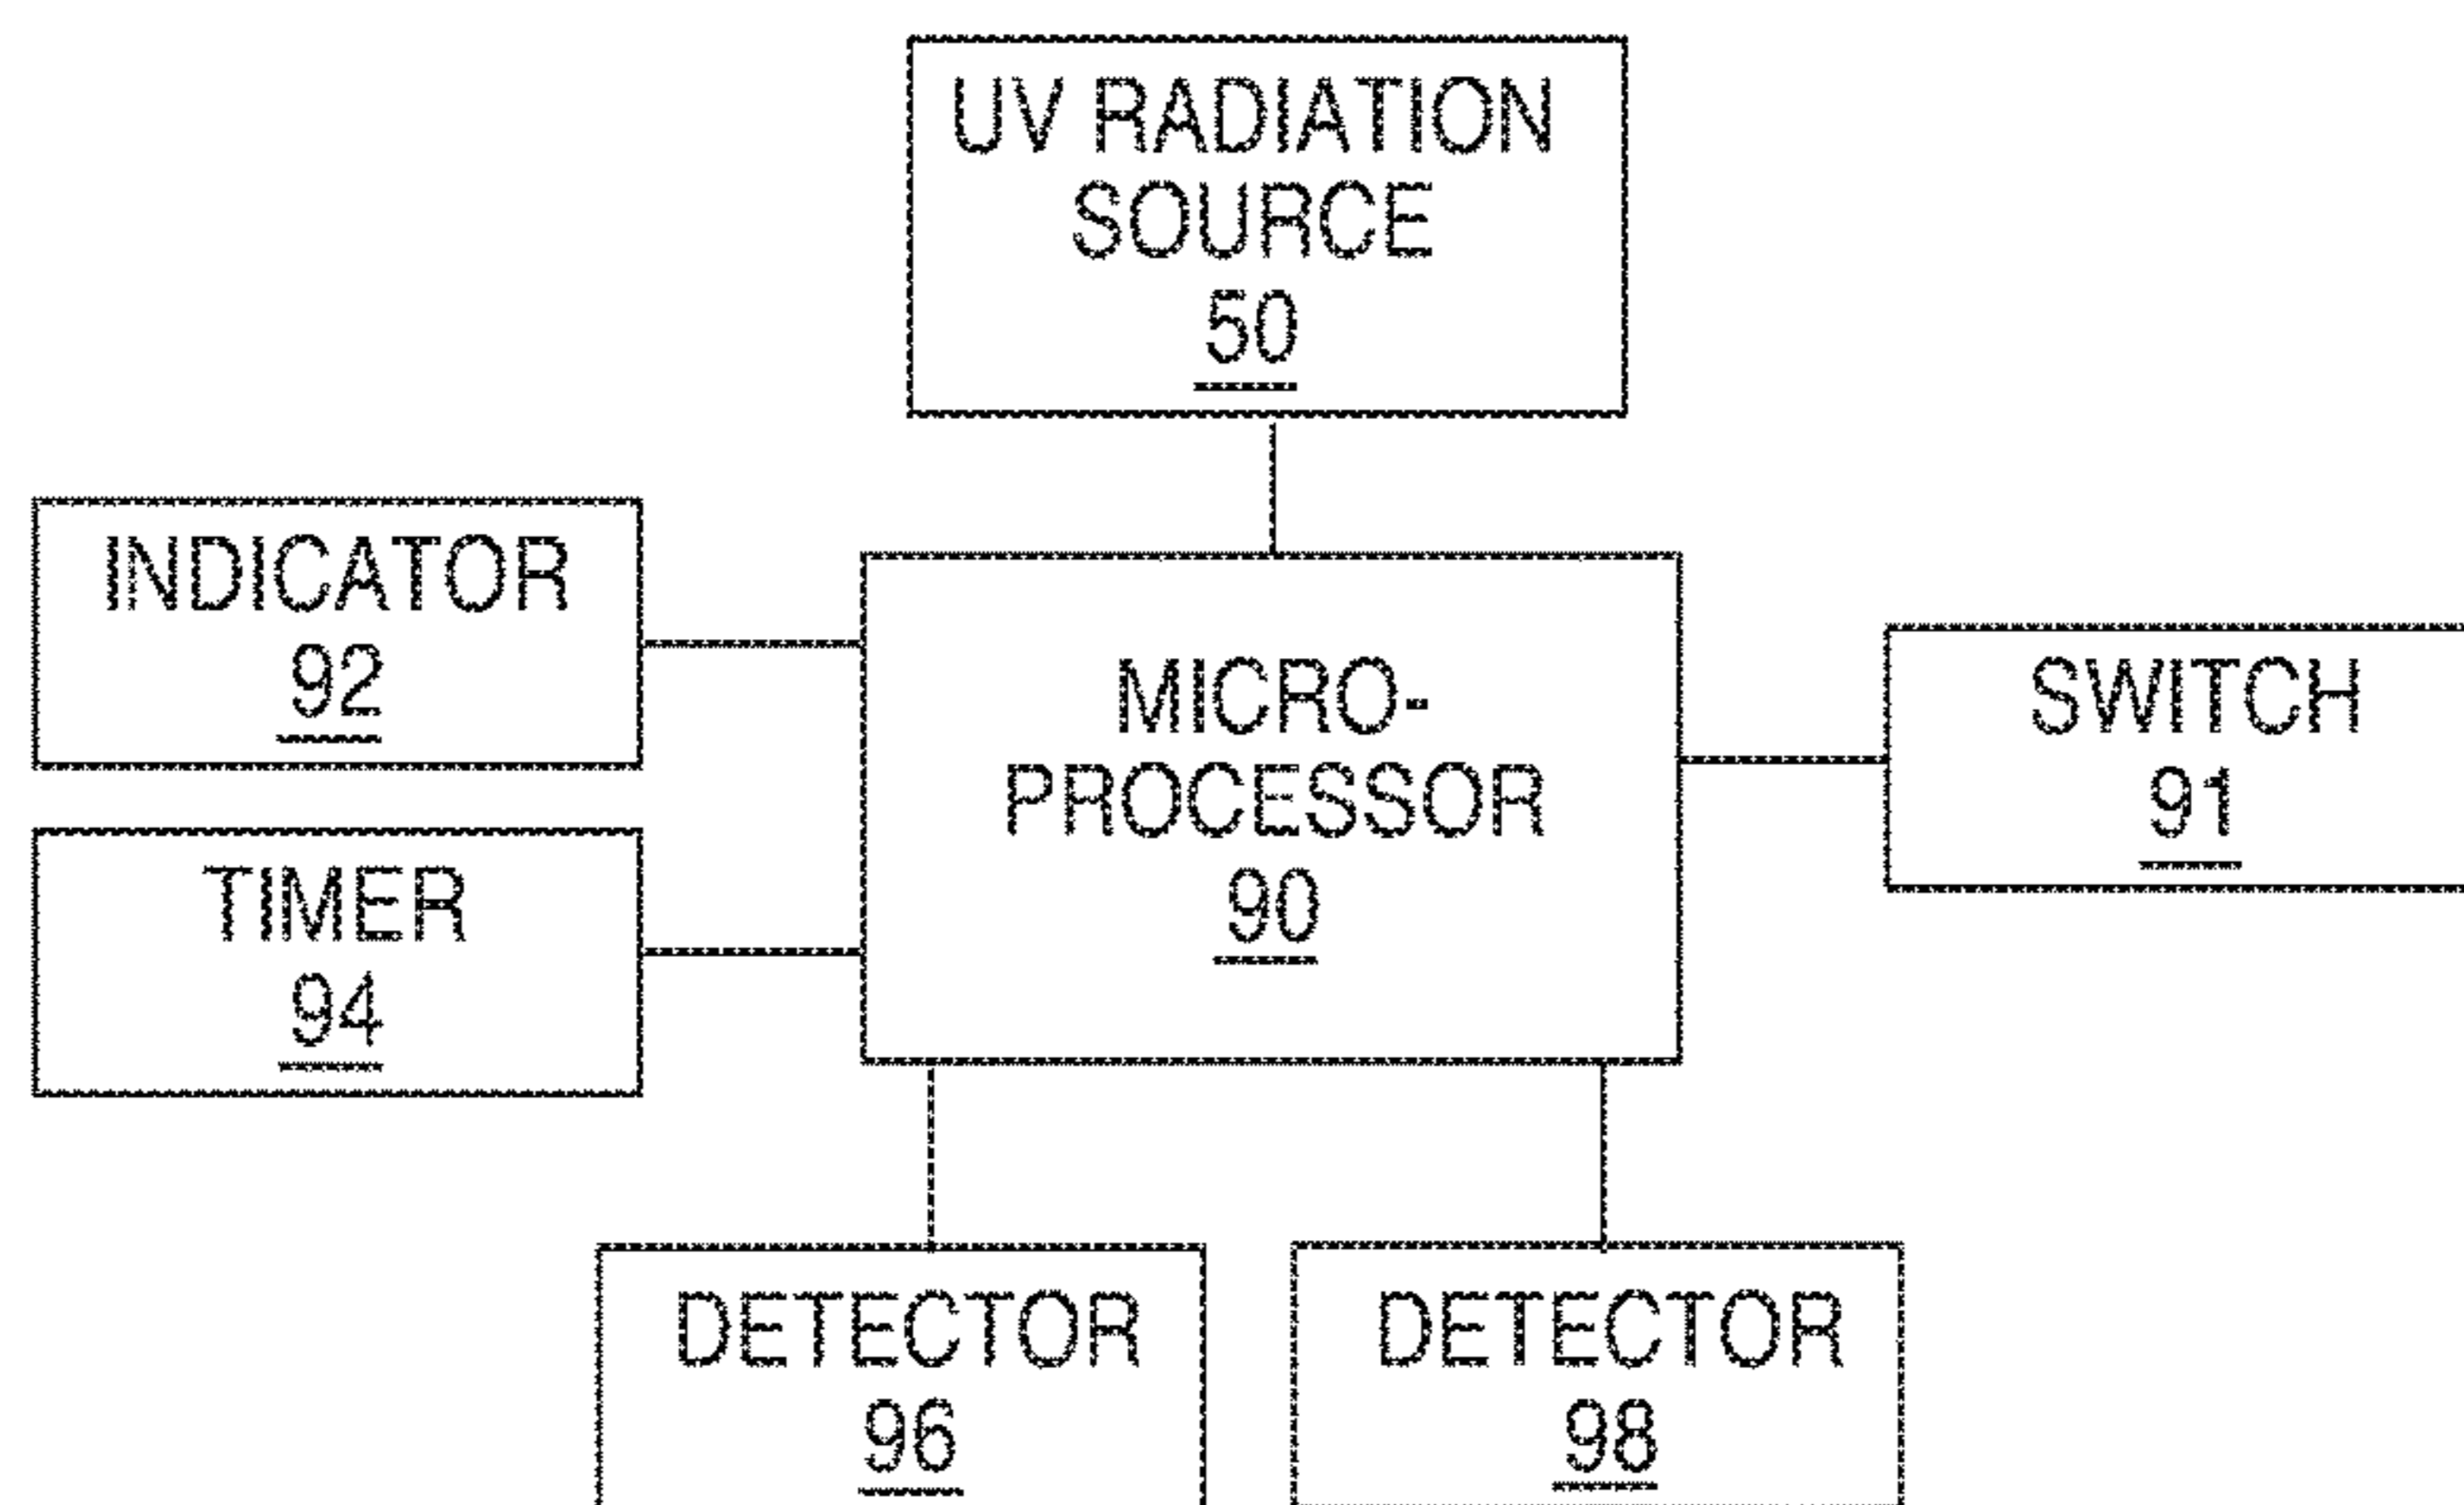 UV RADIATION
SOURCE
50
INDICATOR
92
MICRO-
PROCESSOR
90
SWITCH
91
TIMER
94
DETECTOR
96
DETECTOR
98